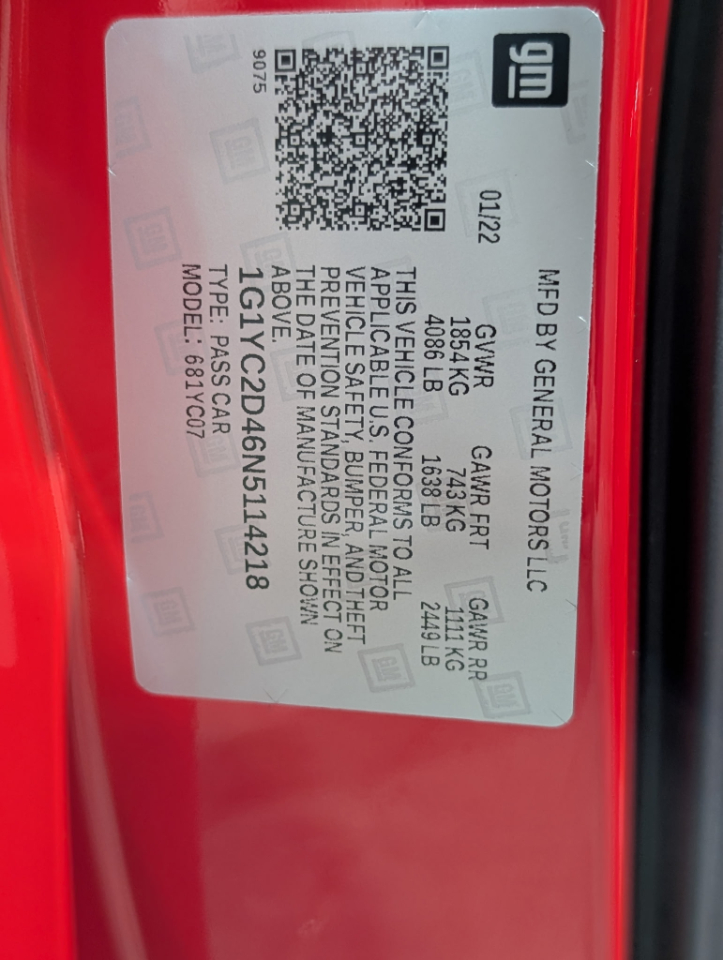 gm
MFD BY GENERAL MOTORS LLC
01/22
GVWR GAWR FRT GAWR RR
1854 KG 743 KG 1111 KG
4086 LB 1638 LB 2449 LB
THIS VEHICLE CONFORMS TO ALL
APPLICABLE U.S. FEDERAL MOTOR
VEHICLE SAFETY, BUMPER, AND THEFT
PREVENTION STANDARDS IN EFFECT ON
THE DATE OF MANUFACTURE SHOWN
ABOVE.
9075
1G1YC2D46N5114218
TYPE: PASS CAR
MODEL: 681YC07